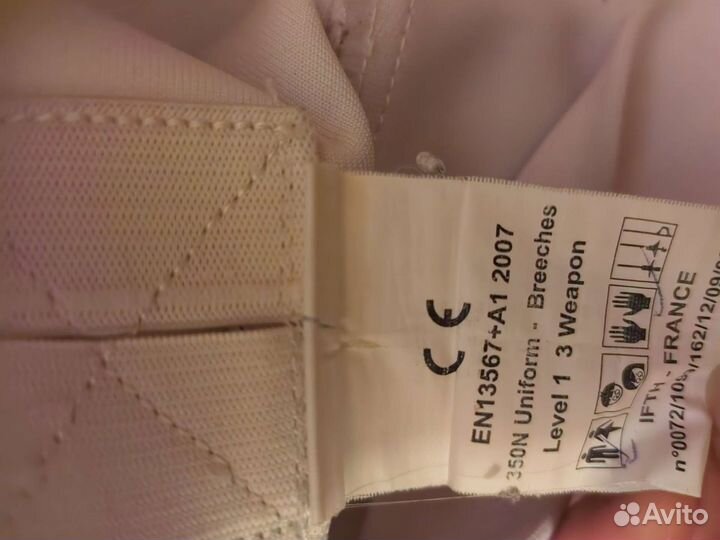 CE
EN13567+A1 2007
350N Uniform - Breeches
Level 1 3 Weapon
IFTH - FRANCE
Avito